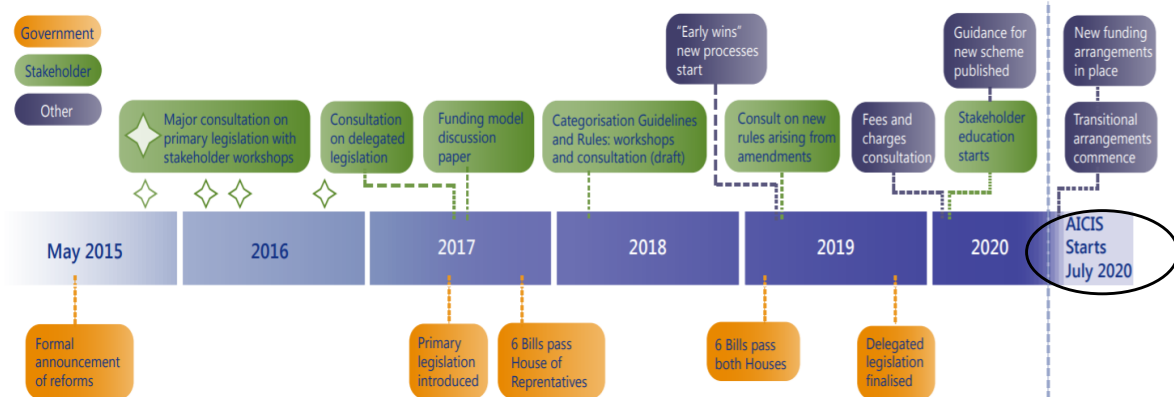 Government
Stakeholder
Other
Major consultation on
primary legislation with
stakeholder workshops
Consultation
on delegated
legislation
Funding model
discussion
paper
Categorisation Guidelines
and Rules: workshops
and consultation (draft)
“Early wins”
new processes
start
Consult on new
rules arising from
amendments
Fees and
charges
consultation
Guidance for
new scheme
published
Stakeholder
education
starts
New funding
arrangements
in place
Transitional
arrangements
commence
May 2015
2016
2017
2018
2019
2020
AICIS
Starts
July 2020
Formal
announcement
of reforms
Primary
legislation
introduced
6 Bills pass
House of
Reprentatives
6 Bills pass
both Houses
Delegated
legislation
finalised